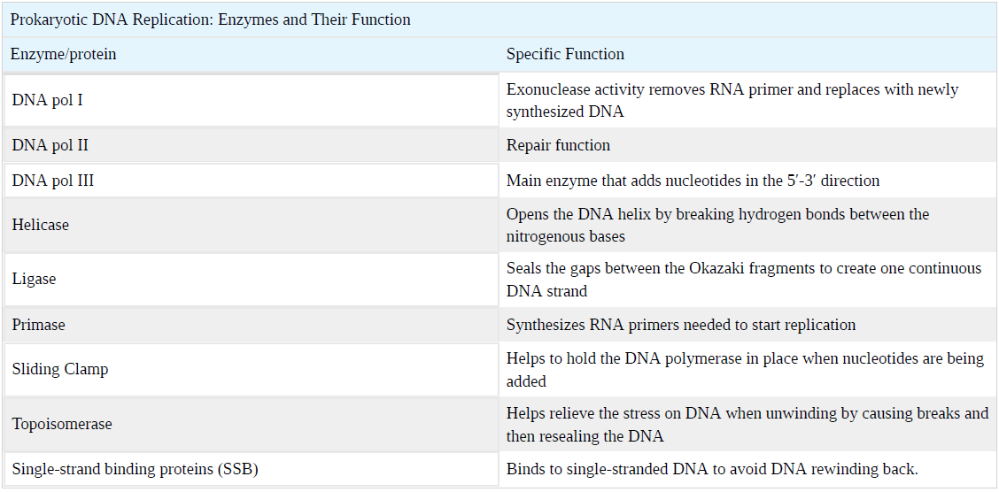 Prokaryotic DNA Replication: Enzymes and Their Function
Enzyme/protein
Specific Function
DNA pol I
Exonuclease activity removes RNA primer and replaces with newly
synthesized DNA
DNA pol II
Repair function
DNA pol III
Main enzyme that adds nucleotides in the 5′-3′ direction
Helicase
Opens the DNA helix by breaking hydrogen bonds between the
nitrogenous bases
Ligase
Seals the gaps between the Okazaki fragments to create one continuous
DNA strand
Primase
Synthesizes RNA primers needed to start replication
Sliding Clamp
Helps to hold the DNA polymerase in place when nucleotides are being
added
Topoisomerase
Helps relieve the stress on DNA when unwinding by causing breaks and
then resealing the DNA
Single-strand binding proteins (SSB)
Binds to single-stranded DNA to avoid DNA rewinding back.